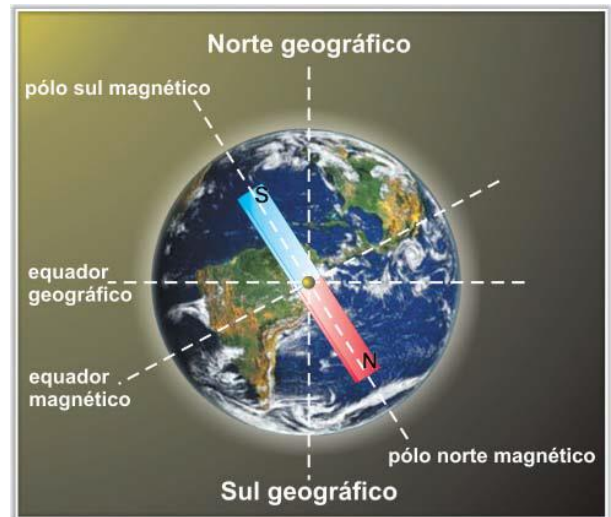 Norte geográfico
pólo sul magnético
S
equador
geográfico
equador
magnético
N
pólo norte magnético
Sul geográfico